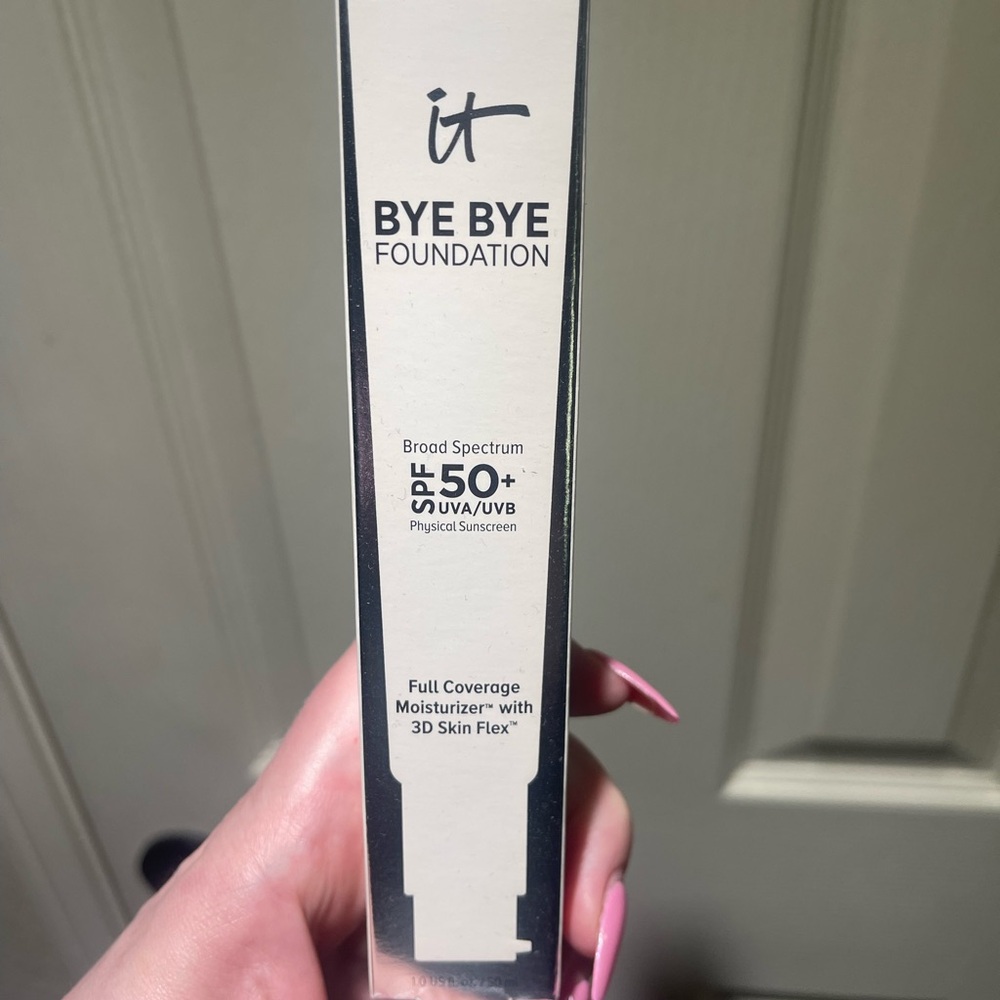 it
BYE BYE
FOUNDATION
Broad Spectrum
SPF 50+
UVA/UVB
Physical Sunscreen
Full Coverage
Moisturizer™ with
3D Skin Flex™